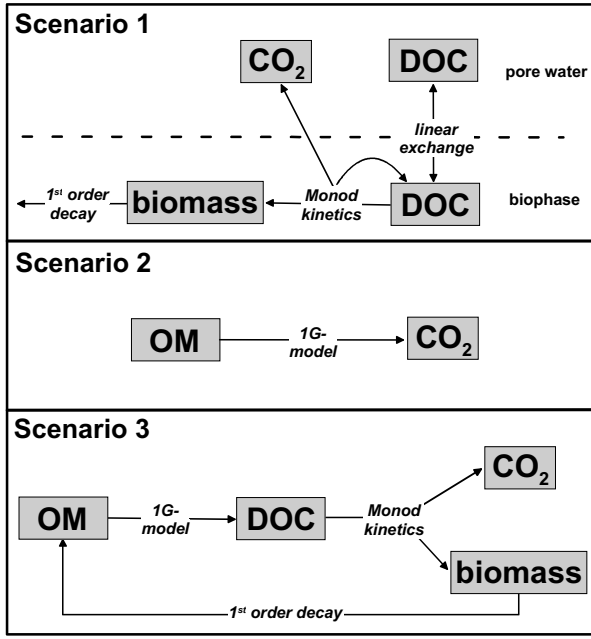 Scenario 1
CO2
DOC
pore water
linear
exchange
1st order
decay
biomass
Monod
kinetics
DOC
biophase
Scenario 2
OM
1G-
model
CO2
Scenario 3
OM
1G-
model
DOC
Monod
kinetics
CO2
biomass
1st order decay